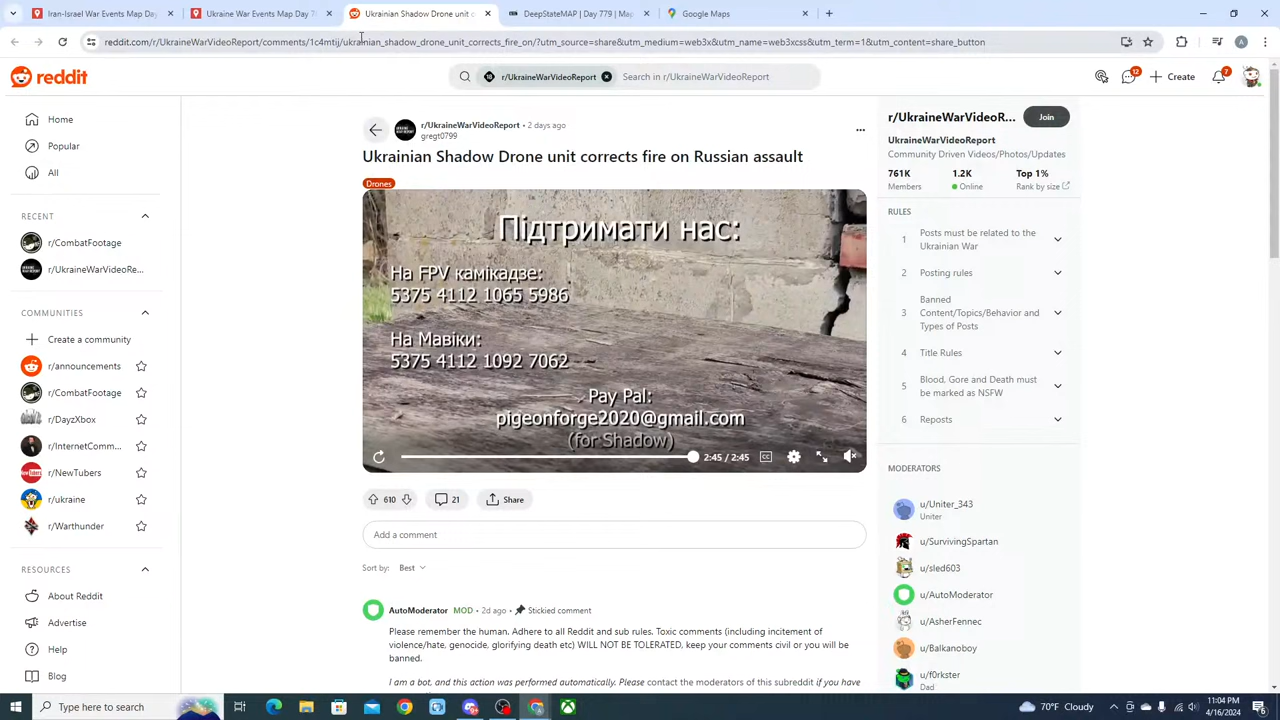 Iran-Israel War Events Map Day
Ukraine War Events Map Day 7
Ukrainian Shadow Drone unit c
DeepStateMAP | Day 779 | Map
Google Maps
reddit.com/r/UkraineWarVideoReport/comments/1c4mtij/ukrainian_shadow_drone_unit_corrects_fire_on/?utm_source=share&utm_medium=web3x&utm_name=web3xcss&utm_term=1&utm_content=share_button
reddit
r/UkraineWarVideoReport
Search in r/UkraineWarVideoReport
12
Create
7
Home
Popular
All
RECENT
r/CombatFootage
r/UkraineWarVideoRe...
COMMUNITIES
Create a community
r/announcements
r/CombatFootage
r/DayzXbox
r/InternetComm...
r/NewTubers
r/ukraine
r/Warthunder
RESOURCES
About Reddit
Advertise
Help
Blog
r/UkraineWarVideoReport • 2 days ago
gregt0799
Ukrainian Shadow Drone unit corrects fire on Russian assault
Drones
Підтримати нас:
На FPV камікадзе:
5375 4112 1065 5986
На Мавіки:
5375 4112 1092 7062
Pay Pal:
pigeonforge2020@gmail.com
(for Shadow)
2:45 / 2:45
CC
610
21
Share
Add a comment
Sort by: Best
AutoModerator MOD • 2d ago • Stickied comment
Please remember the human. Adhere to all Reddit and sub rules. Toxic comments (including incitement of
violence/hate, genocide, glorifying death etc) WILL NOT BE TOLERATED, keep your comments civil or you will be
banned.
I am a bot, and this action was performed automatically. Please contact the moderators of this subreddit if you have
r/UkraineWarVideoR...
Join
UkraineWarVideoReport
Community Driven Videos/Photos/Updates
761K 1.2K Top 1%
Members Online Rank by size
RULES
1 Posts must be related to the
Ukrainian War
2 Posting rules
3 Banned
Content/Topics/Behavior and
Types of Posts
4 Title Rules
5 Blood, Gore and Death must
be marked as NSFW
6 Reposts
MODERATORS
u/Uniter_343
Uniter
u/SurvivingSpartan
u/sled603
u/AutoModerator
u/AsherFennec
u/Balkanoboy
u/f0rkster
Dad
Type here to search
70°F Cloudy
11:04 PM
4/16/2024